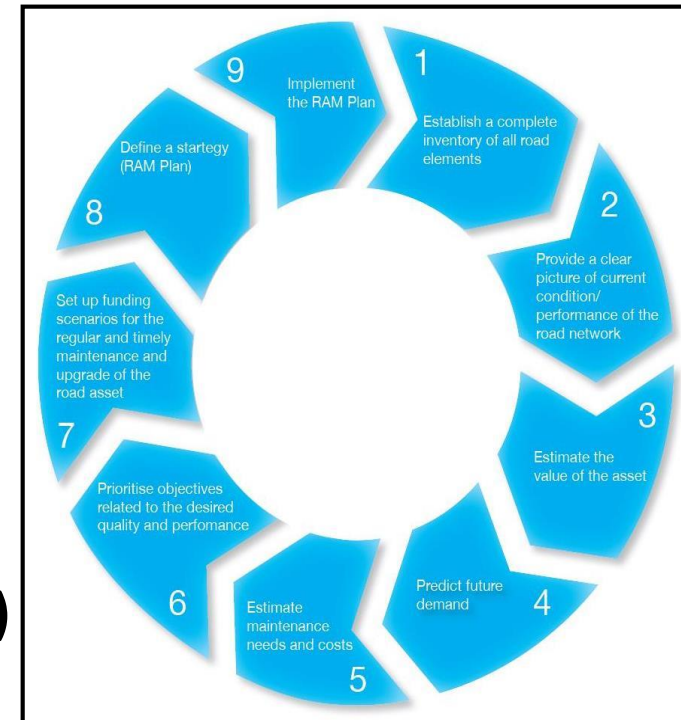 1
Establish a complete
inventory of all road
elements
2
Provide a clear
picture of current
condition/
performance of the
road network
3
Estimate the
value of the asset
4
Predict future
demand
5
Estimate
maintenance
needs and costs
6
Prioritise objectives
related to the desired
quality and perfomance
7
Set up funding
scenarios for the
regular and timely
maintenance and
upgrade of the
road asset
8
Define a startegy
(RAM Plan)
9
Implement
the RAM Plan
)